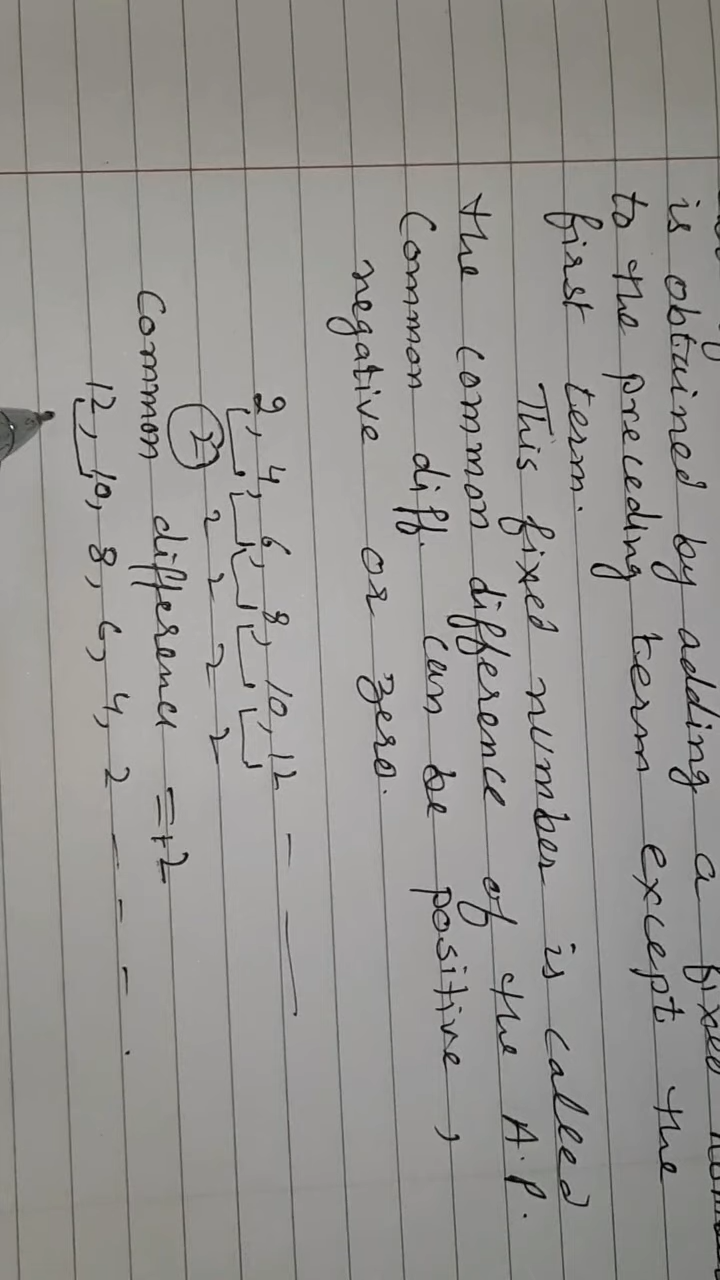 is obtained by adding a fixed
to the preceding term except the
first term.
This fixed number is called
the common difference of the A.P.
Common diff. can be positive,
negative or zero.
2, 4, 6, 8, 10, 12 - —
2 2 2 2 2
Common difference = +2
12, 10, 8, 6, 4, 2 - - - .